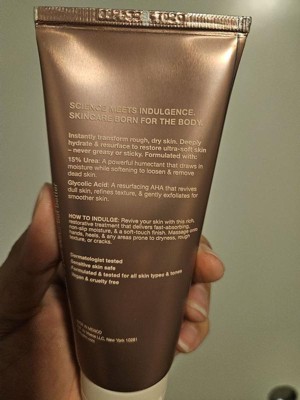 SCIENCE MEETS INDULGENCE.
SKINCARE BORN FOR THE BODY.
Instantly transform rough, dry skin. Deeply
hydrate & resurface to restore ultra-soft skin
– never greasy or sticky. Formulated with:
15% Urea: A powerful humectant that draws in
moisture while softening to loosen & remove
dead skin.
Glycolic Acid: A resurfacing AHA that revives
dull skin, refines texture, & gently exfoliates for
smoother skin.
HOW TO INDULGE: Revive your skin with this rich,
restorative treatment that delivers fast-absorbing,
non-slip moisture, & a soft-touch finish. Massage onto
hands, heels, & any areas prone to dryness, rough
texture, or cracks.
Dermatologist tested
Sensitive skin safe
Formulated & tested for all skin types & tones
Vegan & cruelty free
LLC, New York 10001